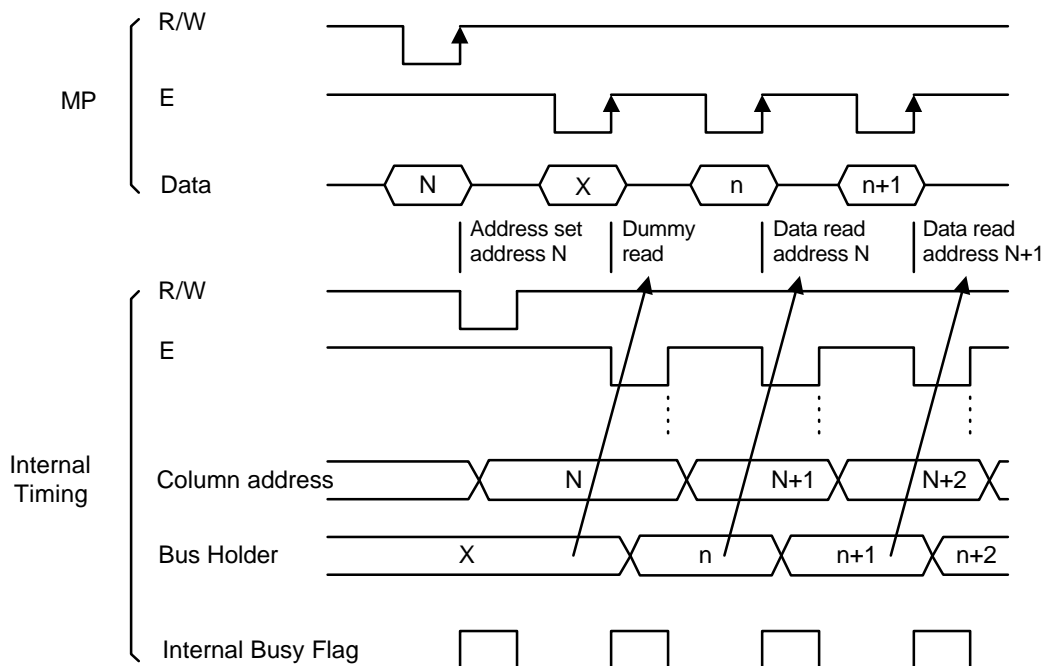 R/W
MP
E
Data
N
X
n
n+1
Address set
address N
Dummy
read
Data read
address N
Data read
address N+1
R/W
E
Internal
Timing
Column address
N
N+1
N+2
Bus Holder
X
n
n+1
n+2
Internal Busy Flag